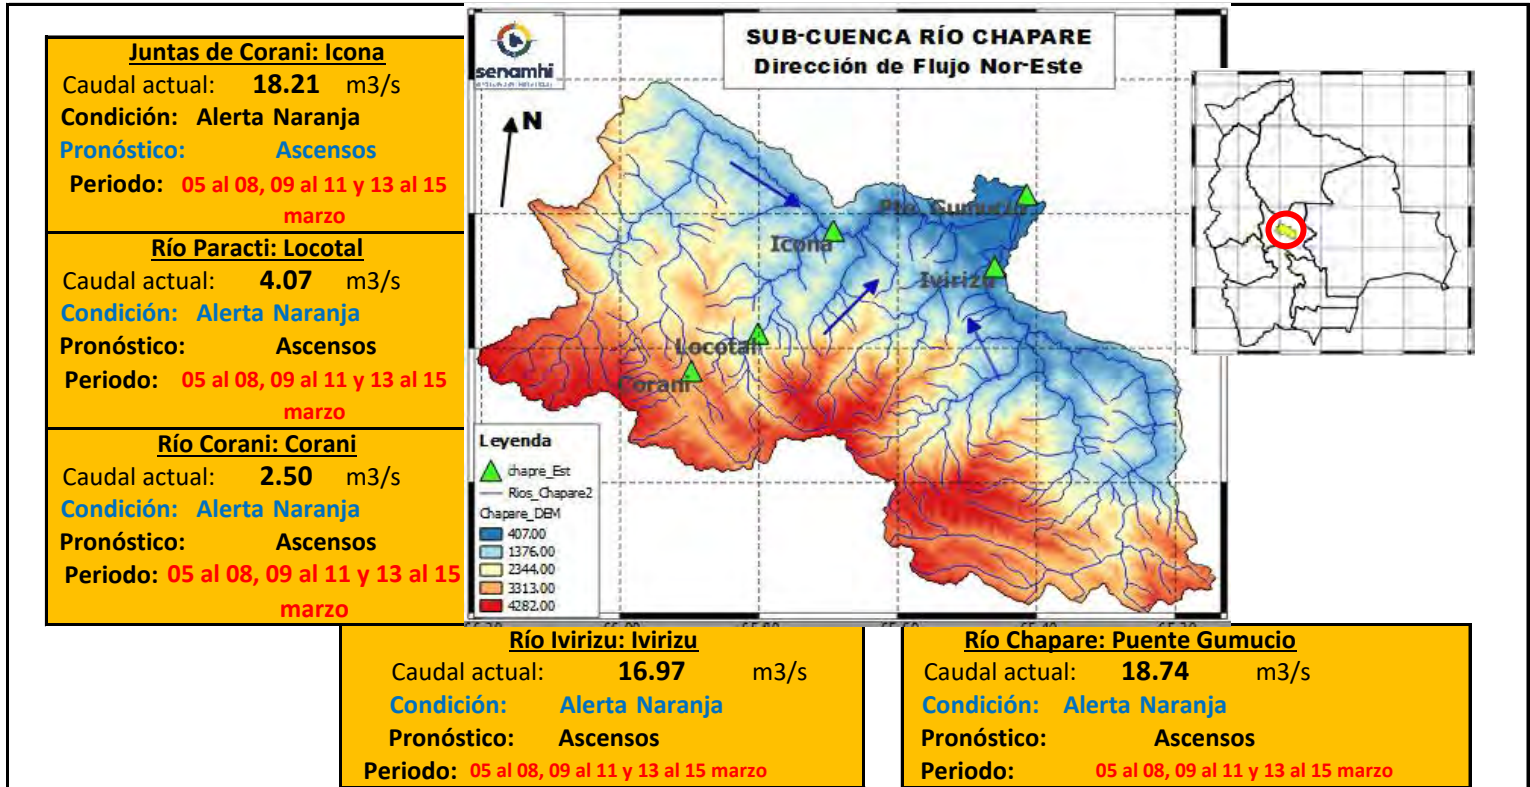 Juntas de Corani: Icona
Caudal actual: 18.21 m3/s
Condición: Alerta Naranja
Pronóstico: Ascensos
Periodo: 05 al 08, 09 al 11 y 13 al 15
marzo
Río Paracti: Locotal
Caudal actual: 4.07 m3/s
Condición: Alerta Naranja
Pronóstico: Ascensos
Periodo: 05 al 08, 09 al 11 y 13 al 15
marzo
Río Corani: Corani
Caudal actual: 2.50 m3/s
Condición: Alerta Naranja
Pronóstico: Ascensos
Periodo: 05 al 08, 09 al 11 y 13 al 15
marzo
senamhi
SUB-CUENCA RÍO CHAPARE
Dirección de Flujo Nor-Este
N
Pte. Gumucio
Icona
Ivirizu
Locotal
Corani
Leyenda
chapre_Est
Rios_Chapare2
Chapare_DEM
407.00
1376.00
2344.00
3313.00
4282.00
Río Ivirizu: Ivirizu
Caudal actual: 16.97 m3/s
Condición: Alerta Naranja
Pronóstico: Ascensos
Periodo: 05 al 08, 09 al 11 y 13 al 15 marzo
Río Chapare: Puente Gumucio
Caudal actual: 18.74 m3/s
Condición: Alerta Naranja
Pronóstico: Ascensos
Periodo: 05 al 08, 09 al 11 y 13 al 15 marzo